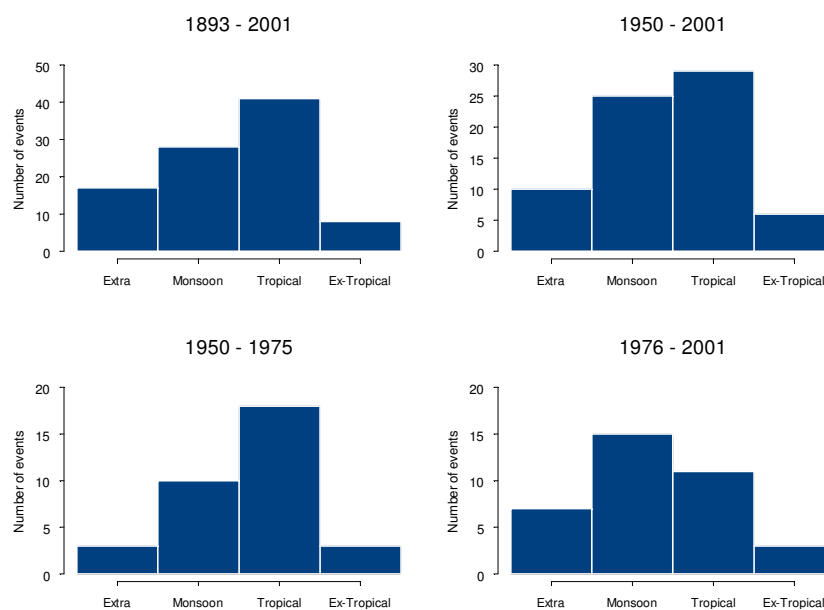 1893 - 2001
Number of events
50
40
30
20
10
0
Extra Monsoon Tropical Ex-Tropical
1950 - 2001
Number of events
30
25
20
15
10
5
0
Extra Monsoon Tropical Ex-Tropical
1950 - 1975
Number of events
20
15
10
5
0
Extra Monsoon Tropical Ex-Tropical
1976 - 2001
Number of events
20
15
10
5
0
Extra Monsoon Tropical Ex-Tropical